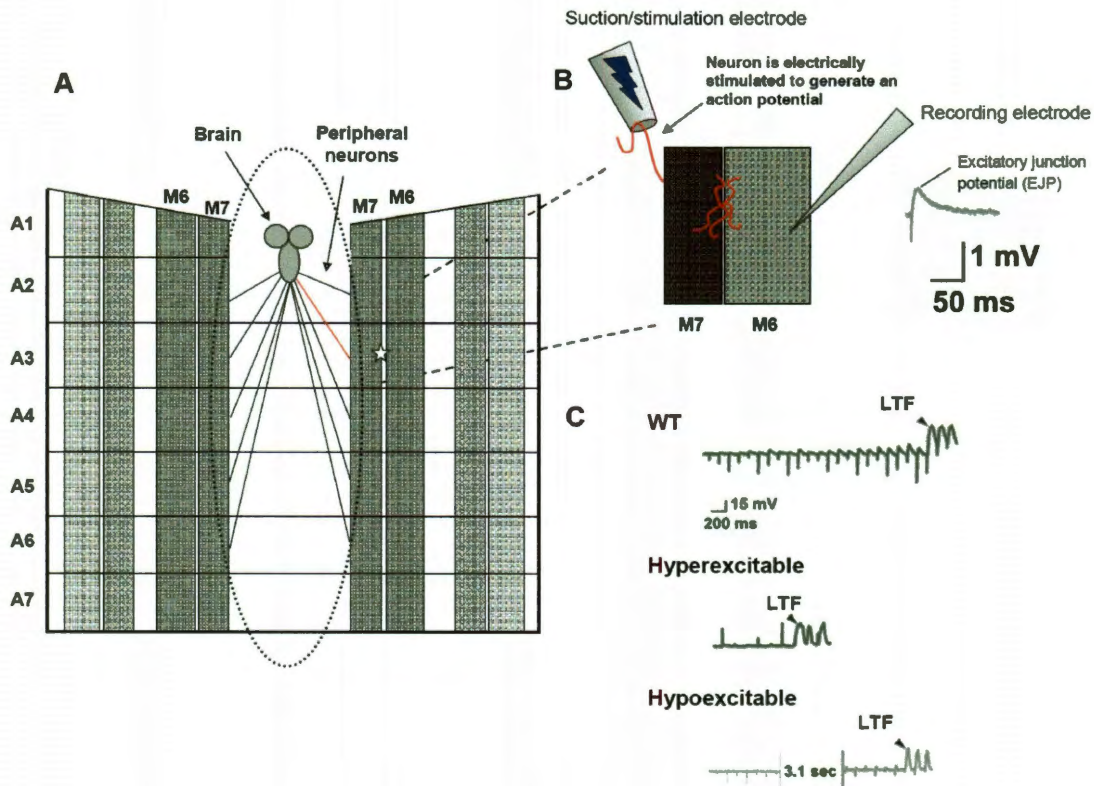 A
Brain
Peripheral
neurons
M6
M7
M7
M6
A1
A2
A3
A4
A5
A6
A7
B
Suction/stimulation electrode
Neuron is electrically
stimulated to generate an
action potential
Recording electrode
Excitatory junction
potential (EJP)
1 mV
50 ms
M7
M6
C
WT
LTF
15 mV
200 ms
Hyperexcitable
LTF
Hypoexcitable
LTF
3.1 sec